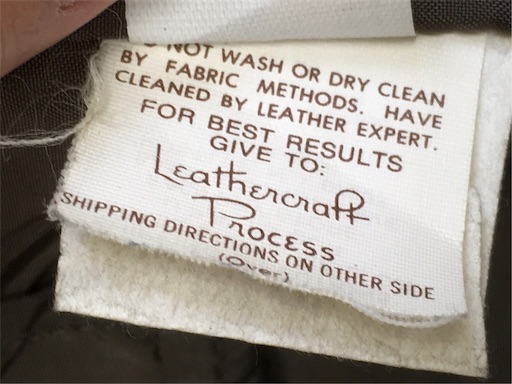 NOT WASH OR DRY CLEAN
BY FABRIC METHODS. HAVE
CLEANED BY LEATHER EXPERT.
FOR BEST RESULTS
GIVE TO:
Leathercraft
Process
SHIPPING DIRECTIONS ON OTHER SIDE
(Over)